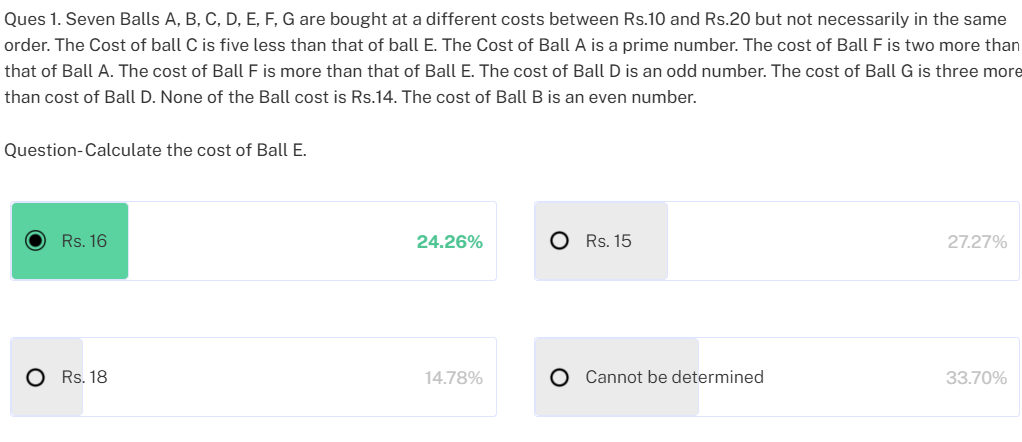 Ques 1. Seven Balls A, B, C, D, E, F, G are bought at a different costs between Rs.10 and Rs.20 but not necessarily in the same
order. The Cost of ball C is five less than that of ball E. The Cost of Ball A is a prime number. The cost of Ball F is two more than
that of Ball A. The cost of Ball F is more than that of Ball E. The cost of Ball D is an odd number. The cost of Ball G is three more
than cost of Ball D. None of the Ball cost is Rs.14. The cost of Ball B is an even number.
Question- Calculate the cost of Ball E.
Rs. 16 24.26% Rs. 15 27.27%
Rs. 18 14.78% Cannot be determined 33.70%